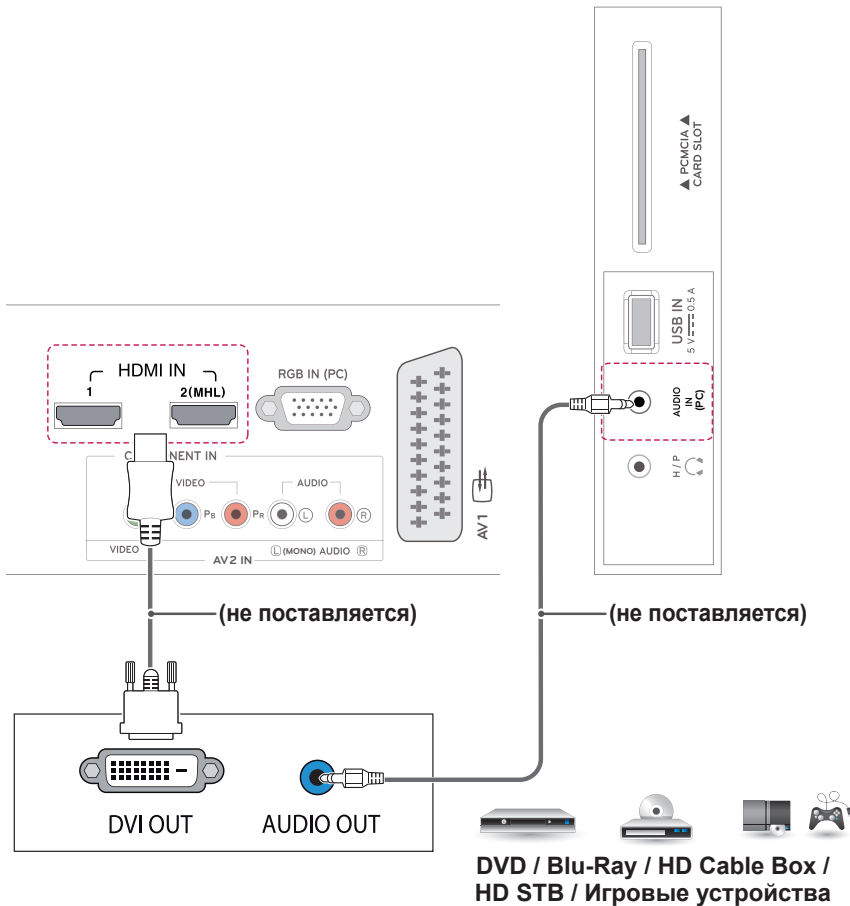 ▲ PCMCIA ▲
CARD SLOT
USB IN
5 V 0.5 A
AUDIO
IN
(PC)
H / P
HDMI IN
1 2(MHL)
RGB IN (PC)
NENT IN
VIDEO AUDIO
PB PR L R
VIDEO
AV2 IN
L (MONO) AUDIO R
AV1
(не поставляется) (не поставляется)
DVI OUT AUDIO OUT
DVD / Blu-Ray / HD Cable Box /
HD STB / Игровые устройства